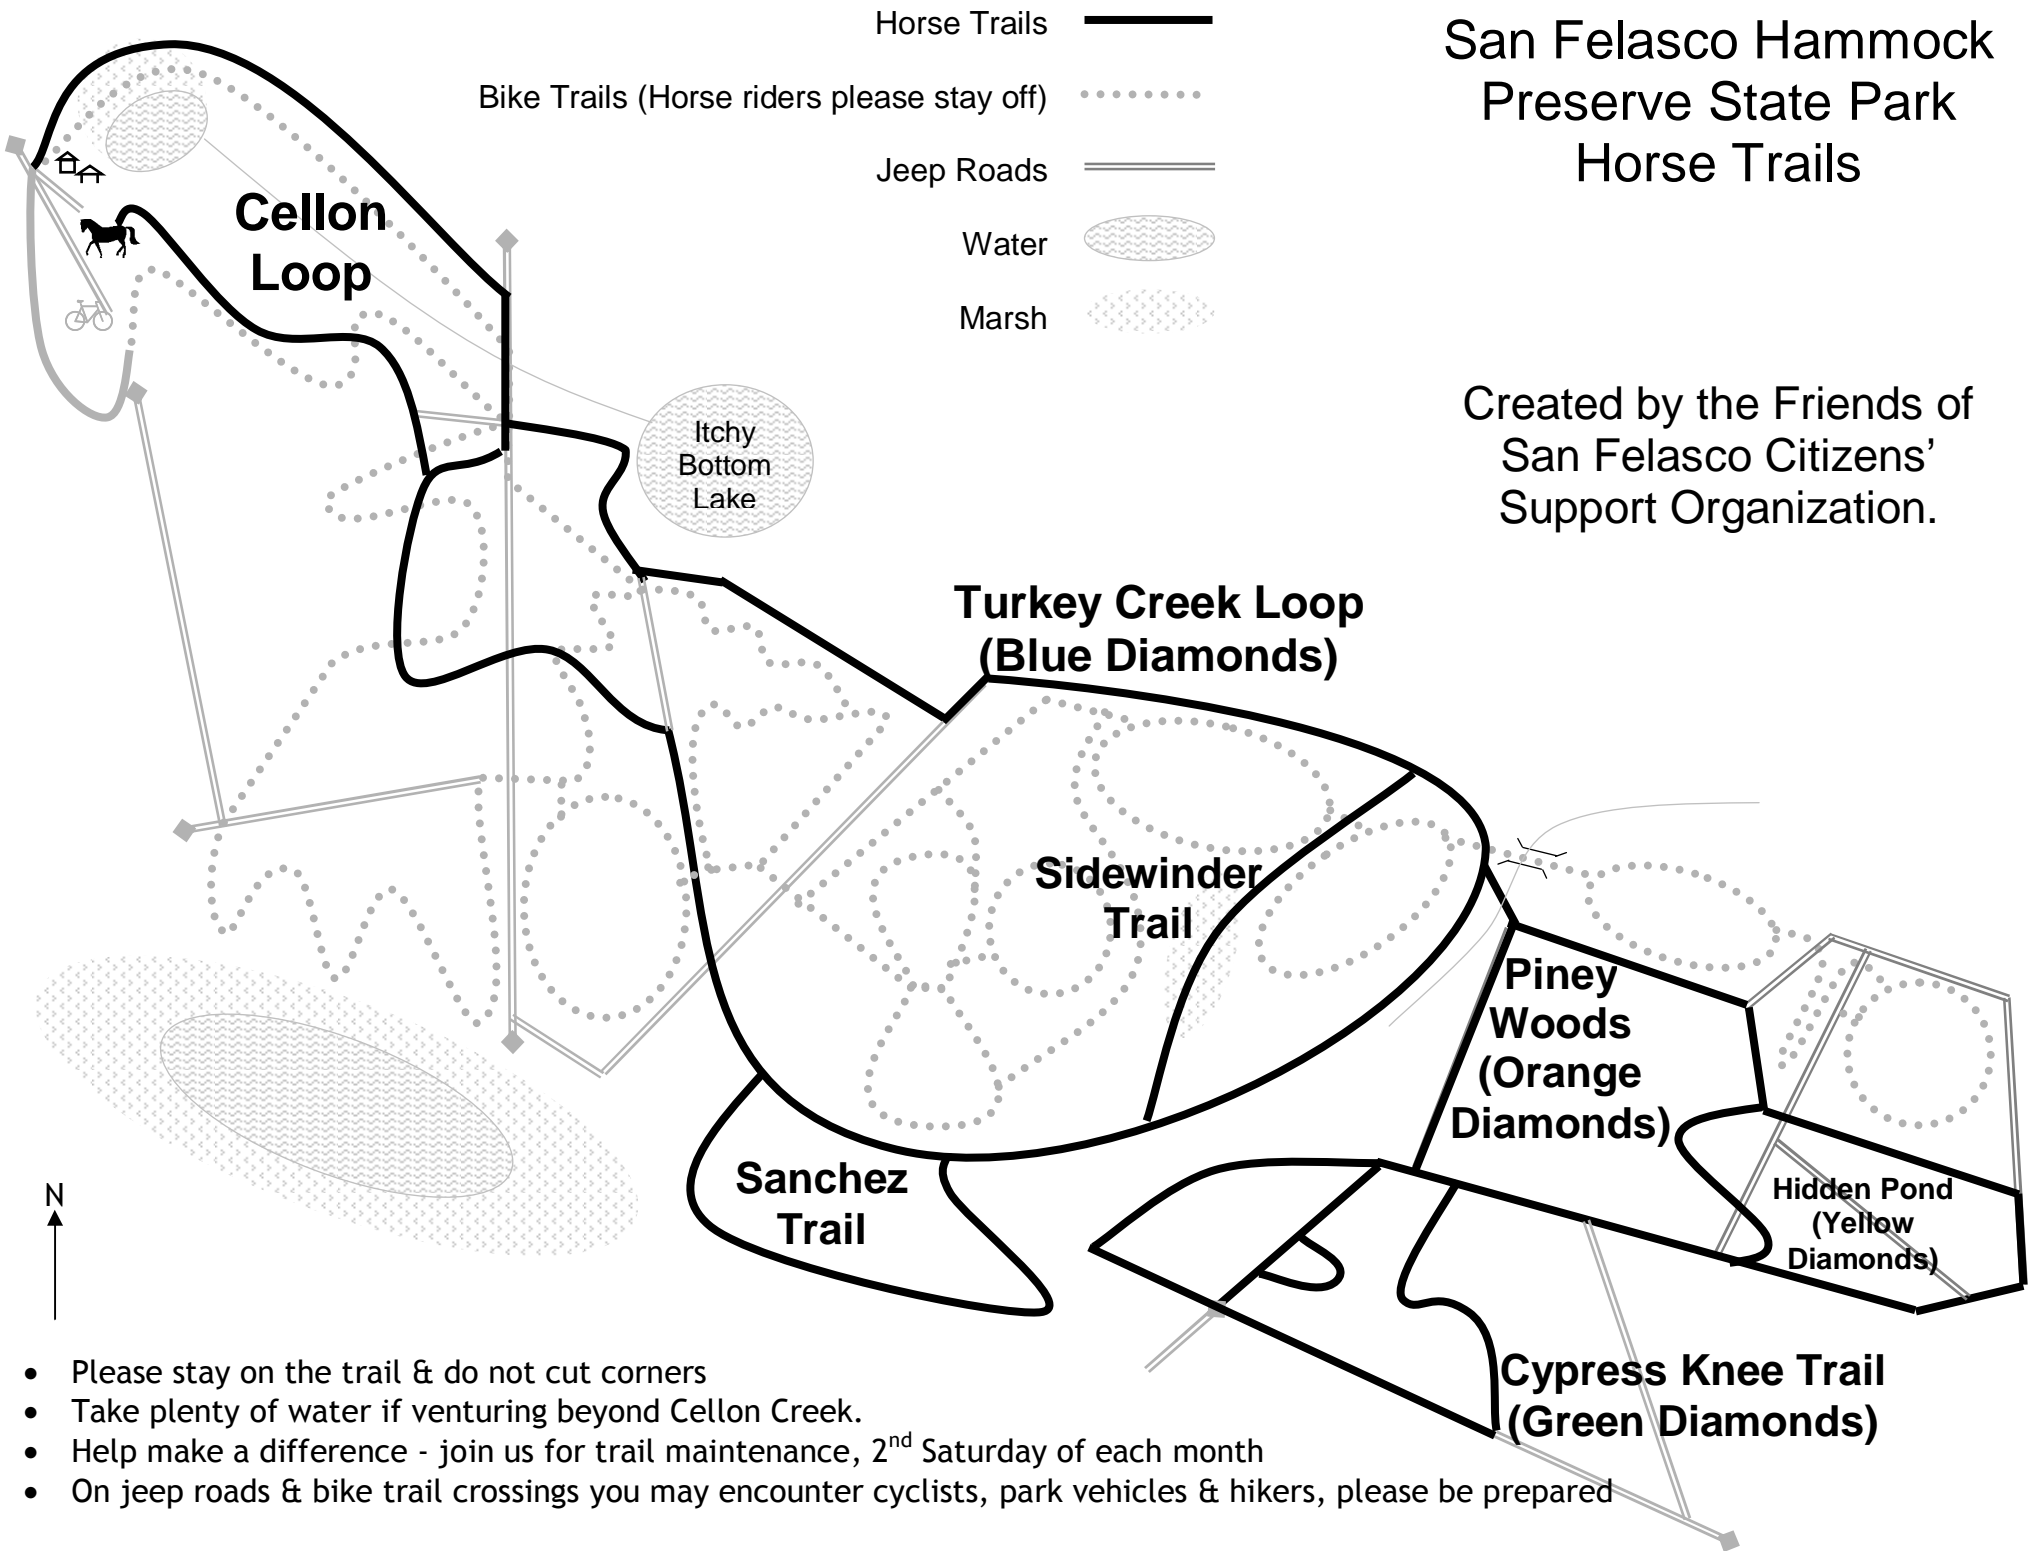 Horse Trails
Bike Trails (Horse riders please stay off)
Jeep Roads
Water
Marsh
San Felasco Hammock
Preserve State Park
Horse Trails
Created by the Friends of
San Felasco Citizens’
Support Organization.
Cellon
Loop
Itchy
Bottom
Lake
Turkey Creek Loop
(Blue Diamonds)
Sidewinder
Trail
Piney
Woods
(Orange
Diamonds)
Sanchez
Trail
Hidden Pond
(Yellow
Diamonds)
Cypress Knee Trail
(Green Diamonds)
N
• Please stay on the trail & do not cut corners
• Take plenty of water if venturing beyond Cellon Creek.
• Help make a difference - join us for trail maintenance, 2nd Saturday of each month
• On jeep roads & bike trail crossings you may encounter cyclists, park vehicles & hikers, please be prepared